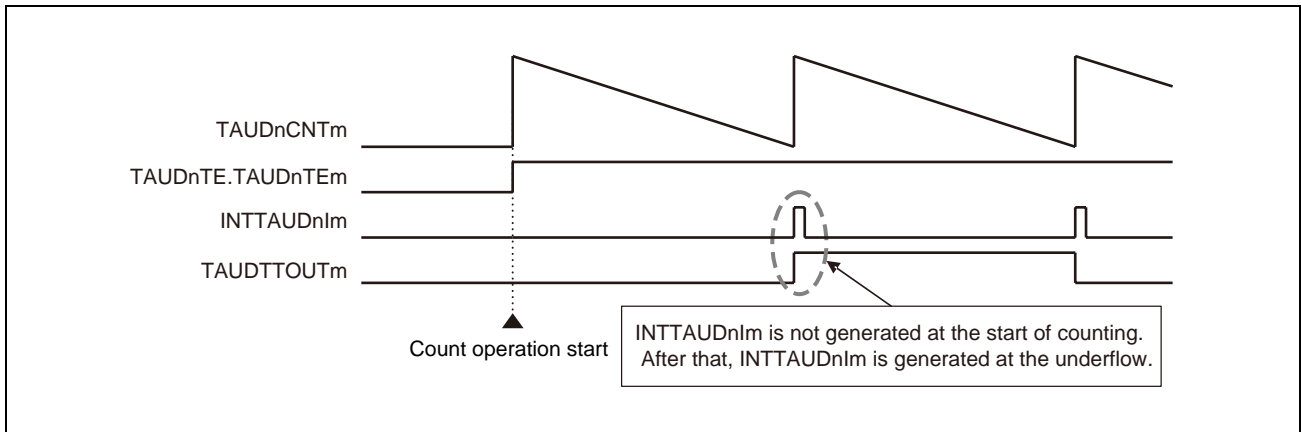 TAUDnCNTm
TAUDnTE.TAUDnTEm
INTTAUDnIm
TAUDTTOUTm
Count operation start
INTTAUDnIm is not generated at the start of counting.
After that, INTTAUDnIm is generated at the underflow.